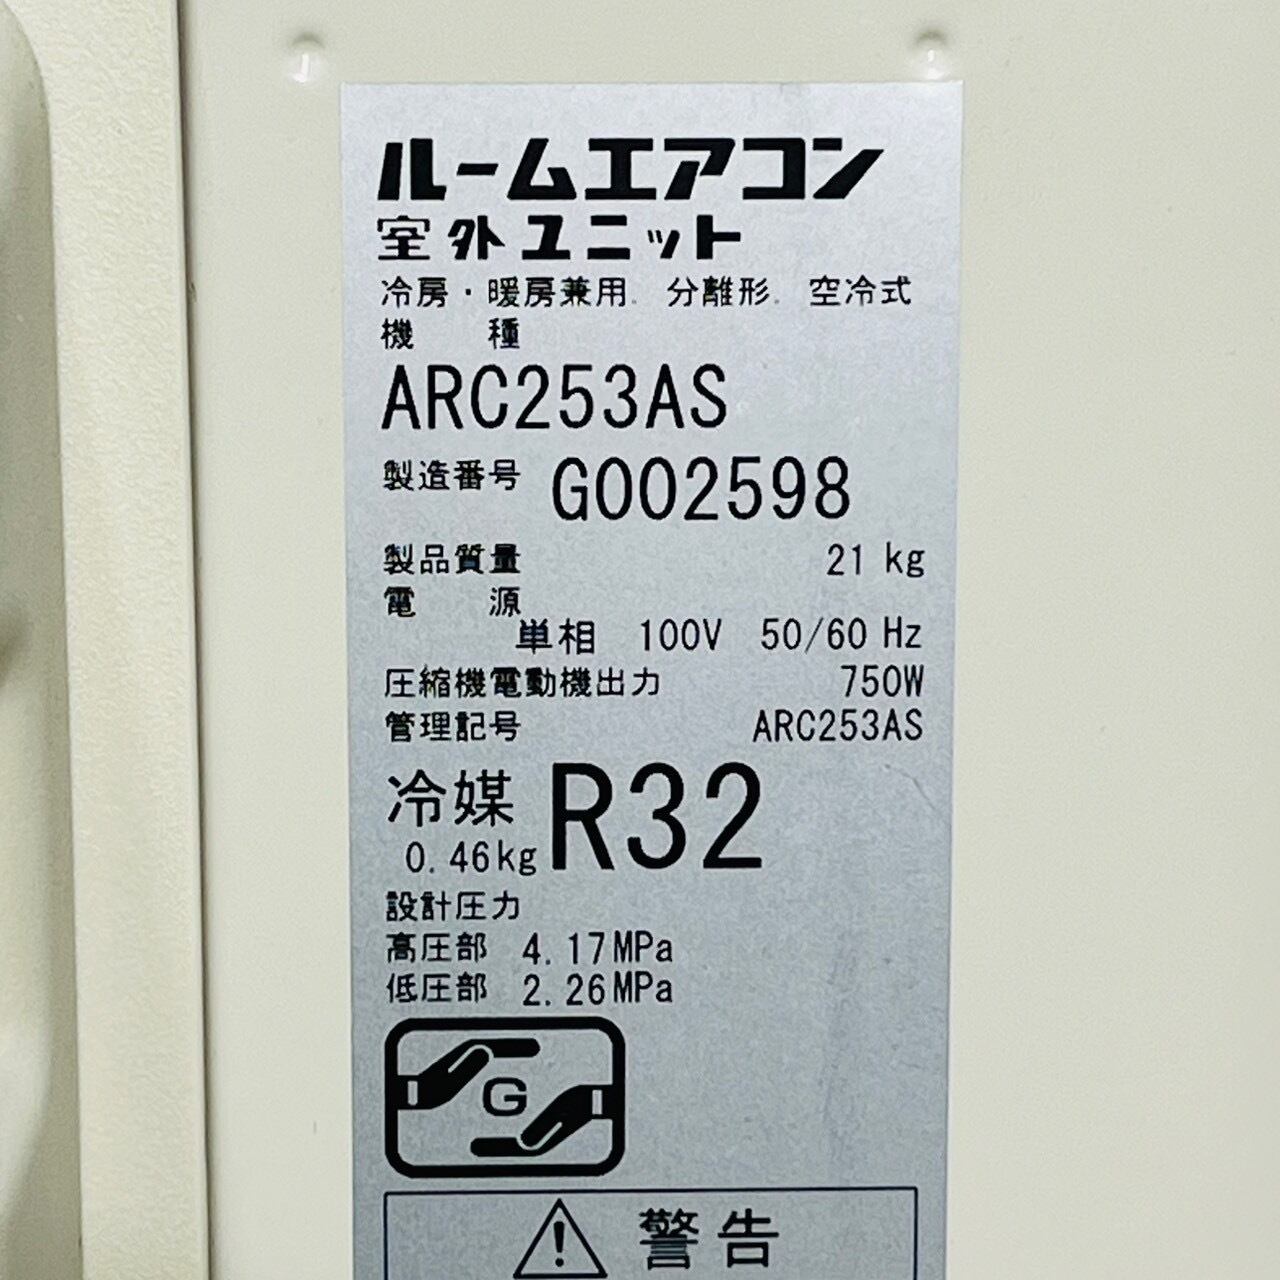 ルームエアコン
室外ユニット
冷房・暖房兼用. 分離形. 空冷式
機 種
ARC253AS
製造番号 G002598
製品質量 21 kg
電 源
単相 100V 50/60 Hz
圧縮機電動機出力 750W
管理記号 ARC253AS
冷媒 R32
0.46kg
設計圧力
高圧部 4.17MPa
低圧部 2.26MPa
G
警告